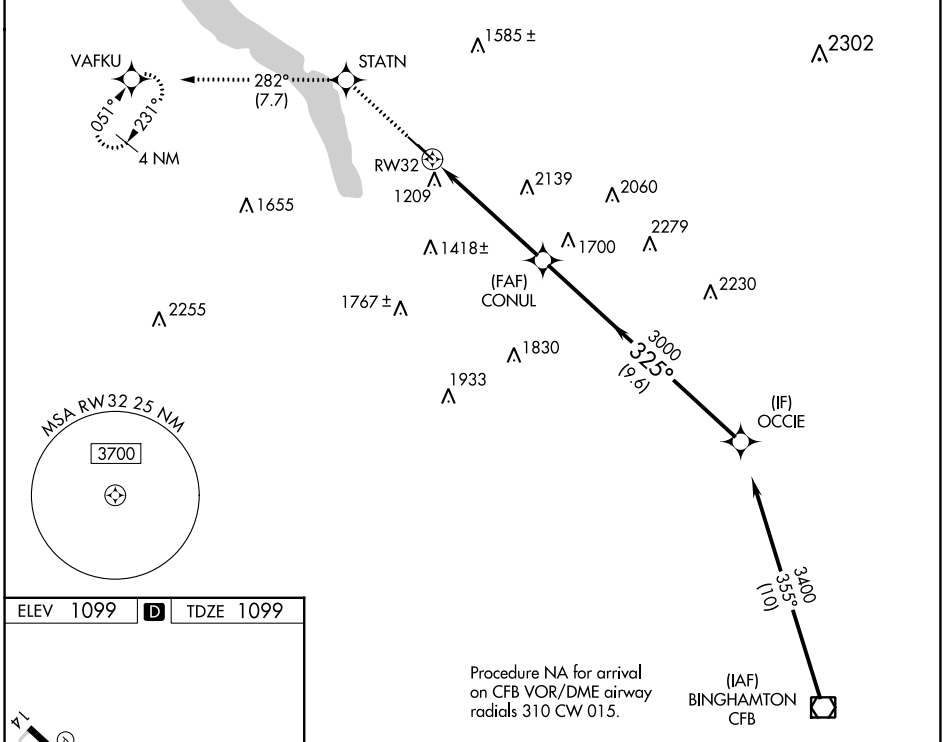 1585 ±
2302
VAFKU
STATN
282°
(7.7)
051°
231°
4 NM
RW32
1209
2139
2060
1655
1418±
1700
2279
(FAF)
CONUL
2230
2255
1767 ±
1830
3000
325°
(9.6)
1933
(IF)
OCCIE
MSA RW32 25 NM
3700
3400
355°
(10)
ELEV 1099 D TDZE 1099
Procedure NA for arrival
on CFB VOR/DME airway
radials 310 CW 015.
(IAF)
BINGHAMTON
CFB
14